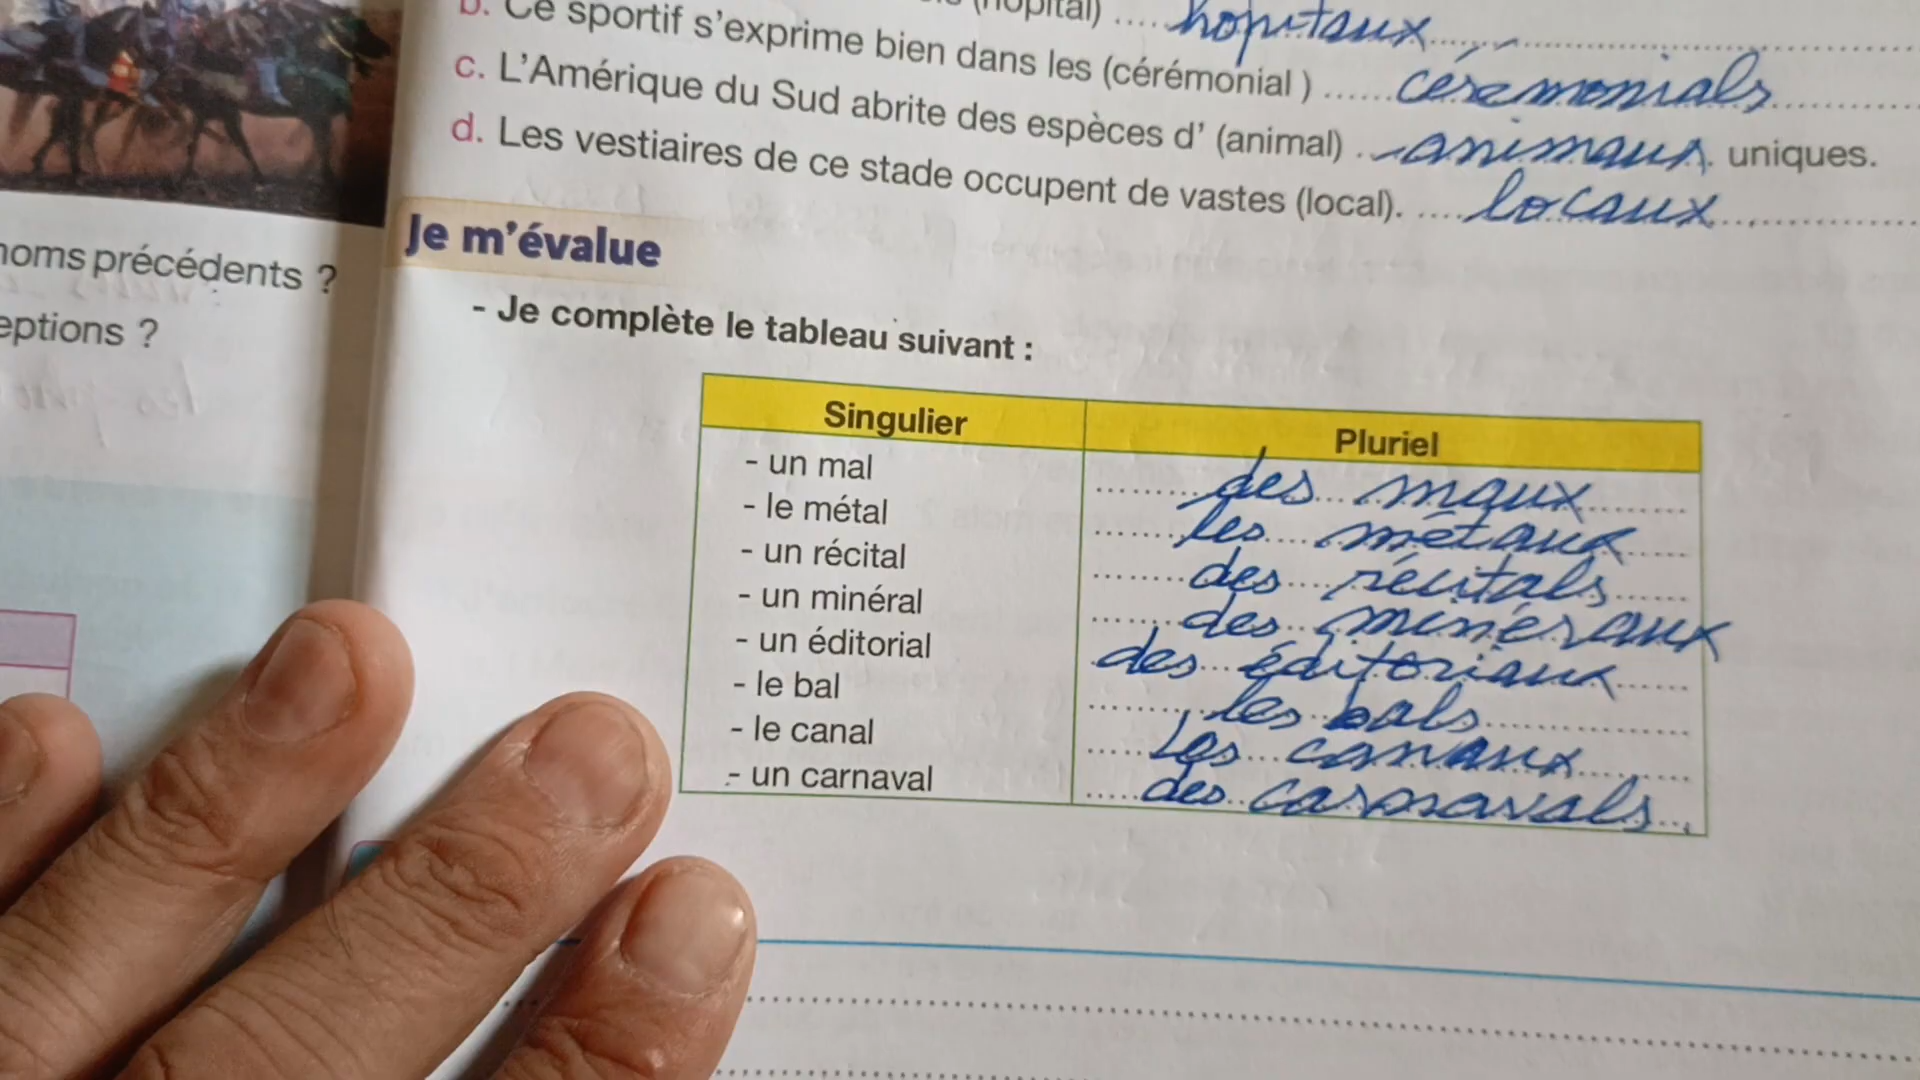 (hôpital) ..... hôpitaux
b. Ce sportif s'exprime bien dans les (cérémonial ) ...... cérémonials
c. L'Amérique du Sud abrite des espèces d' (animal) ... animaux. uniques.
d. Les vestiaires de ce stade occupent de vastes (local). .... locaux
noms précédents ?
eptions ?
Je m'évalue
- Je complète le tableau suivant :
Singulier Pluriel
- un mal des maux
- le métal les métaux
- un récital des récitals
- un minéral des minéraux
- un éditorial des éditoriaux
- le bal les bals
- le canal Les canaux
- un carnaval des carnavals